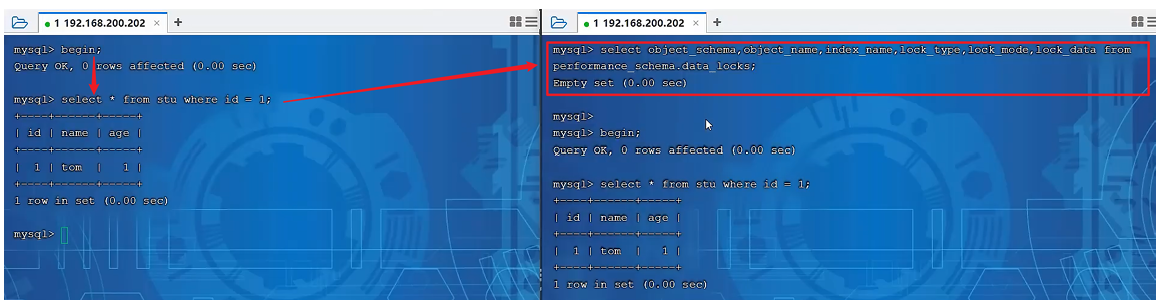 1 192.168.200.202 × +
mysql> begin;
Query OK, 0 rows affected (0.00 sec)
mysql> select * from stu where id = 1;
+----+------+-----+
| id | name | age |
+----+------+-----+
|  1 | tom  |   1 |
+----+------+-----+
1 row in set (0.00 sec)
mysql>
1 192.168.200.202 × +
mysql> select object_schema,object_name,index_name,lock_type,lock_mode,lock_data from
performance_schema.data_locks;
Empty set (0.00 sec)
mysql>
mysql> begin;
Query OK, 0 rows affected (0.00 sec)
mysql> select * from stu where id = 1;
+----+------+-----+
| id | name | age |
+----+------+-----+
|  1 | tom  |   1 |
+----+------+-----+
1 row in set (0.00 sec)